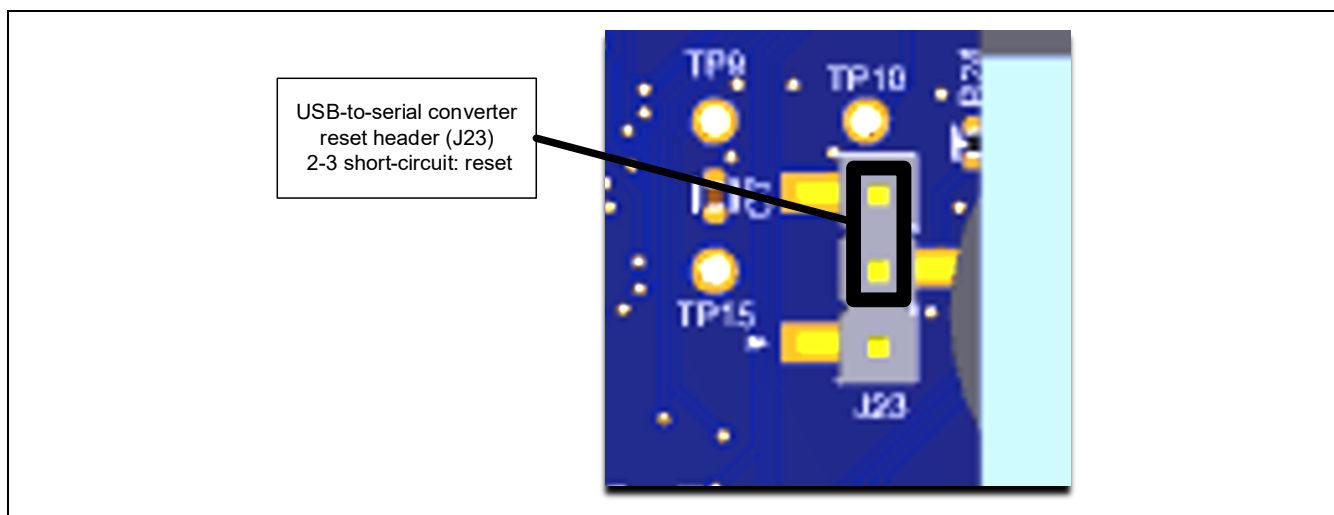 TP9
TP10
USB-to-serial converter
reset header (J23)
2-3 short-circuit: reset
TP15
J23